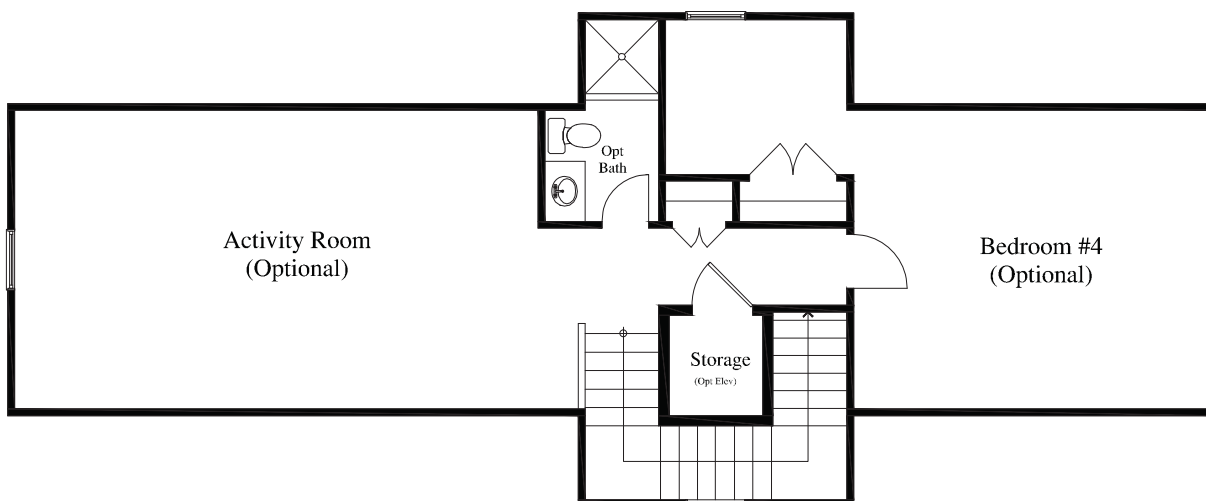 Opt
Bath
Activity Room
(Optional)
Bedroom #4
(Optional)
Storage
(Opt Elev)